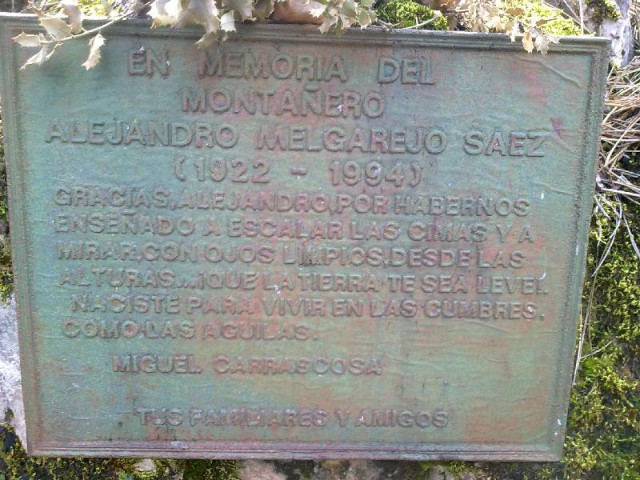 EN MEMORIA DEL
MONTAÑERO
ALEJANDRO MELGAREJO SAEZ
(1922 - 1994)
GRACIAS, ALEJANDRO, POR HABERNOS
ENSEÑADO A ESCALAR LAS CIMAS Y A
MIRAR, CON OJOS LIMPIOS, DESDE LAS
ALTURAS... ¡QUE LA TIERRA TE SEA LEVE!.
NACISTE PARA VIVIR EN LAS CUMBRES,
COMO LAS AGUILAS.
MIGUEL CARRASCOSA
TUS FAMILIARES Y AMIGOS